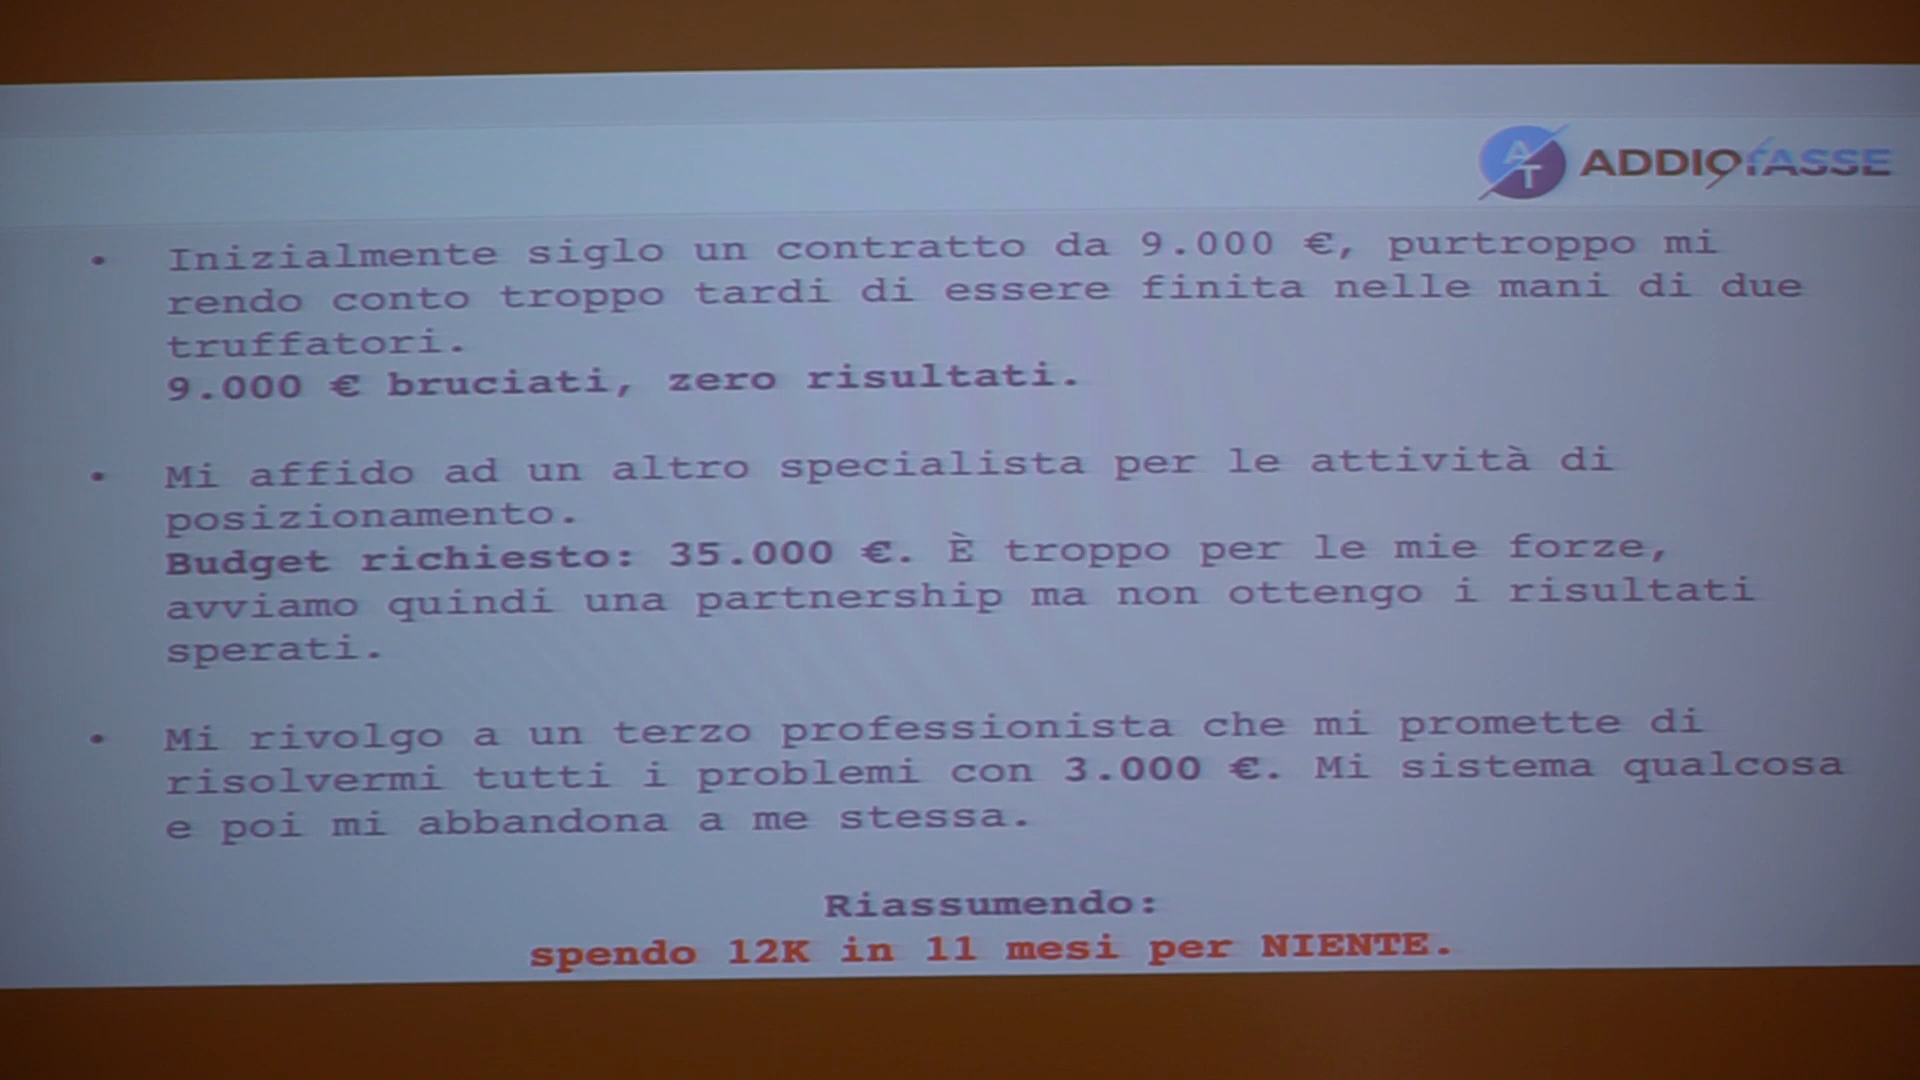 AT ADDIOTASSE
• Inizialmente siglo un contratto da 9.000 €, purtroppo mi
rendo conto troppo tardi di essere finita nelle mani di due
truffatori.
9.000 € bruciati, zero risultati.
• Mi affido ad un altro specialista per le attività di
posizionamento.
Budget richiesto: 35.000 €. È troppo per le mie forze,
avviamo quindi una partnership ma non ottengo i risultati
sperati.
• Mi rivolgo a un terzo professionista che mi promette di
risolvermi tutti i problemi con 3.000 €. Mi sistema qualcosa
e poi mi abbandona a me stessa.
Riassumendo:
spendo 12K in 11 mesi per NIENTE.